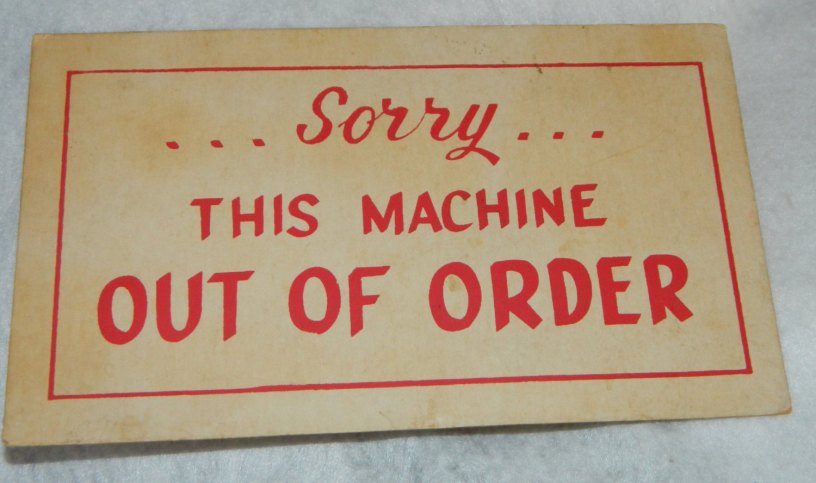 ...Sorry...
THIS MACHINE
OUT OF ORDER